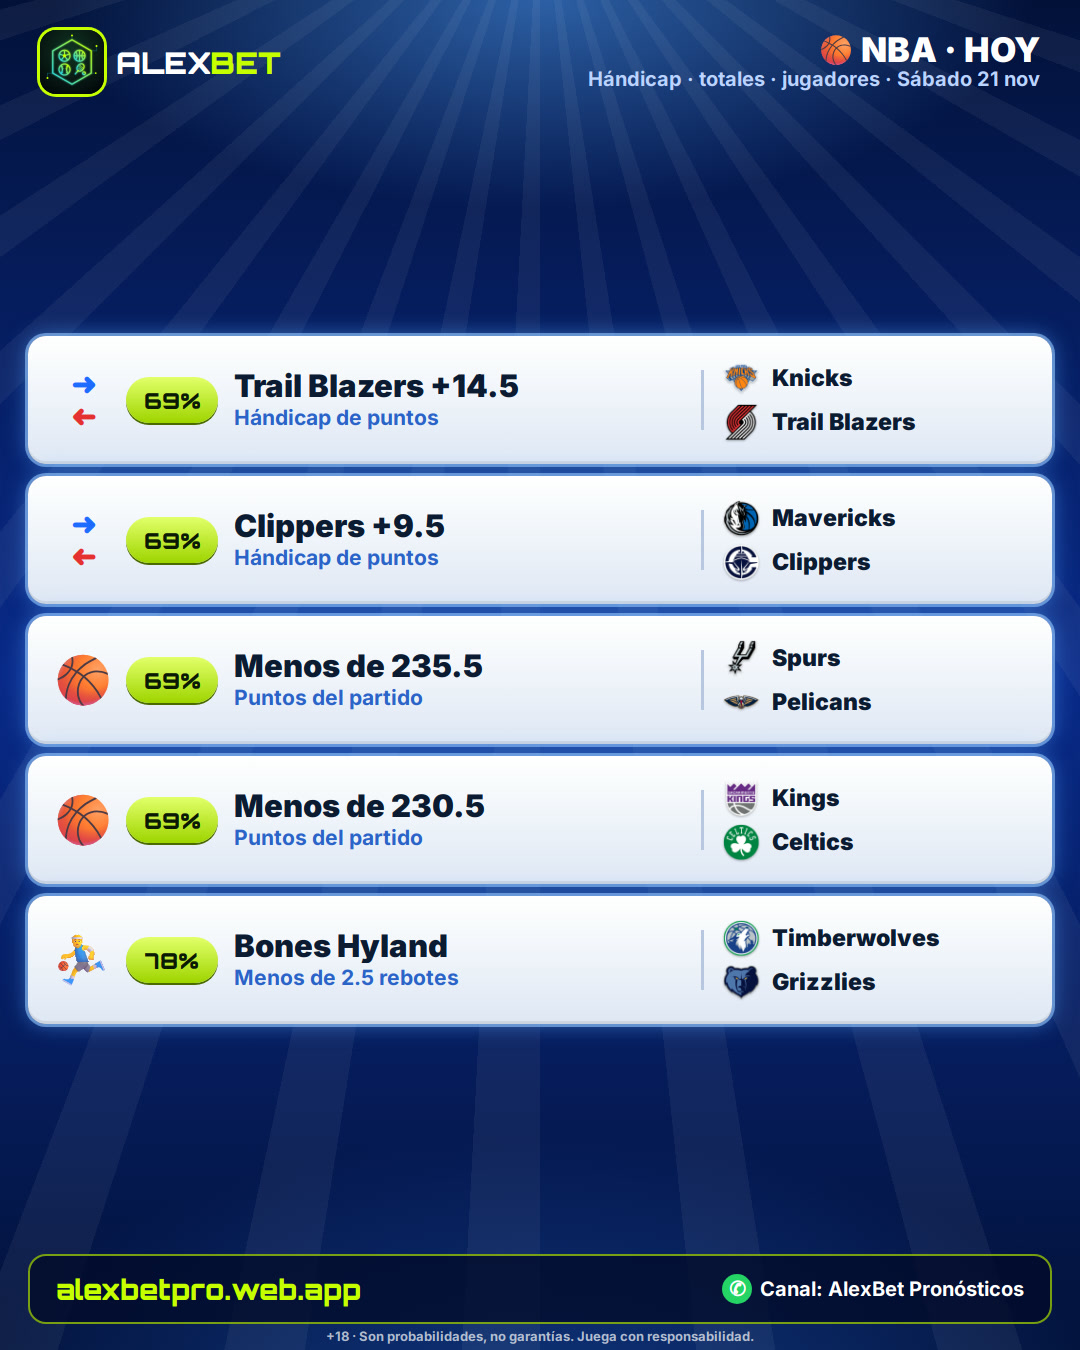 ALEXBET
NBA · HOY
Hándicap · totales · jugadores · Sábado 21 nov
69%
Trail Blazers +14.5
Hándicap de puntos
Knicks
Trail Blazers
69%
Clippers +9.5
Hándicap de puntos
Mavericks
Clippers
69%
Menos de 235.5
Puntos del partido
Spurs
Pelicans
69%
Menos de 230.5
Puntos del partido
KINGS
Kings
CELTICS
Celtics
78%
Bones Hyland
Menos de 2.5 rebotes
Timberwolves
Grizzlies
alexbetpro.web.app
Canal: AlexBet Pronósticos
+18 · Son probabilidades, no garantías. Juega con responsabilidad.